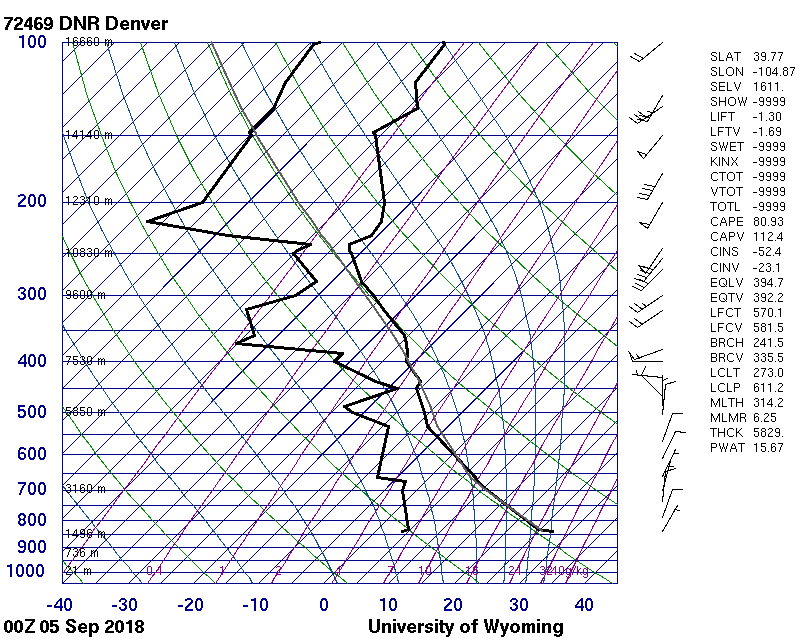 72469 DNR Denver
100
16660 m
14140 m
200
12310 m
10830 m
300
9600 m
400
7530 m
500
5850 m
600
700
3160 m
800
1496 m
900
736 m
1000
21 m
0.4
1
2
4
7
10
16
24
32
40g/kg
-40
-30
-20
-10
0
10
20
30
40
00Z 05 Sep 2018
University of Wyoming
SLAT 39.77
SLON -104.87
SELV 1611.
SHOW -9999
LIFT -1.30
LFTV -1.69
SWET -9999
KINX -9999
CTOT -9999
VTOT -9999
TOTL -9999
CAPE 80.93
CAPV 112.4
CINS -52.4
CINV -23.1
EQLV 394.7
EQTV 392.2
LFCT 570.1
LFCV 581.5
BRCH 241.5
BRCV 335.5
LCLT 273.0
LCLP 611.2
MLTH 314.2
MLMR 6.25
THCK 5829.
PWAT 15.67